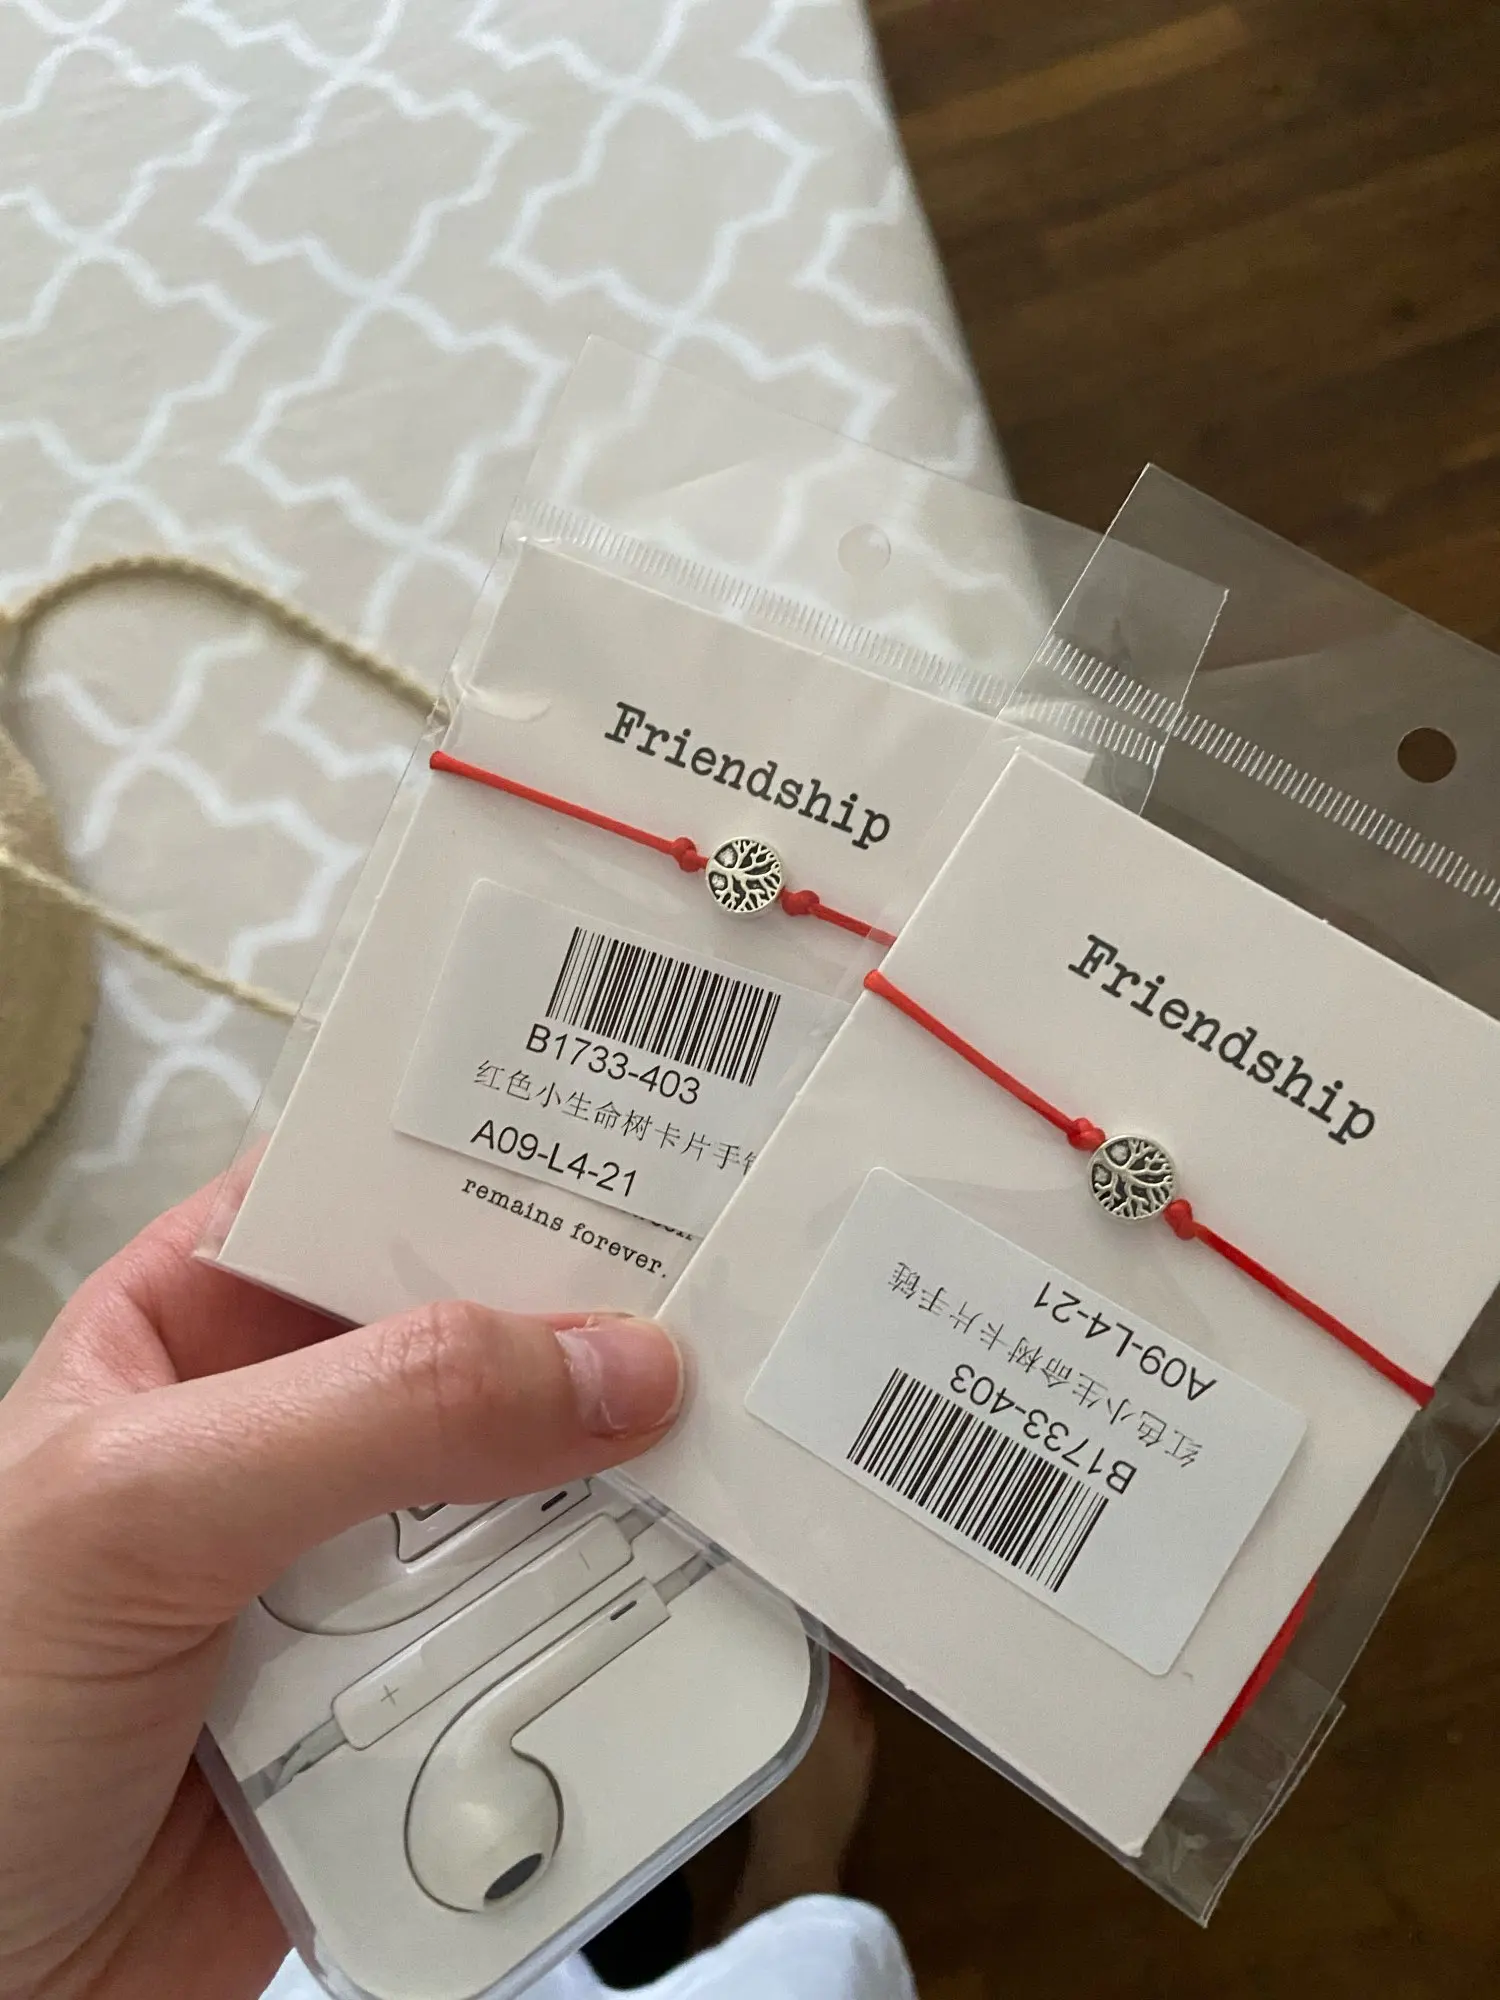 Friendship
B1733-403
红色小生命树卡片手
A09-L4-21
remains forever.
Friendship
B1733-403
红色小生命树卡片手链
A09-L4-21